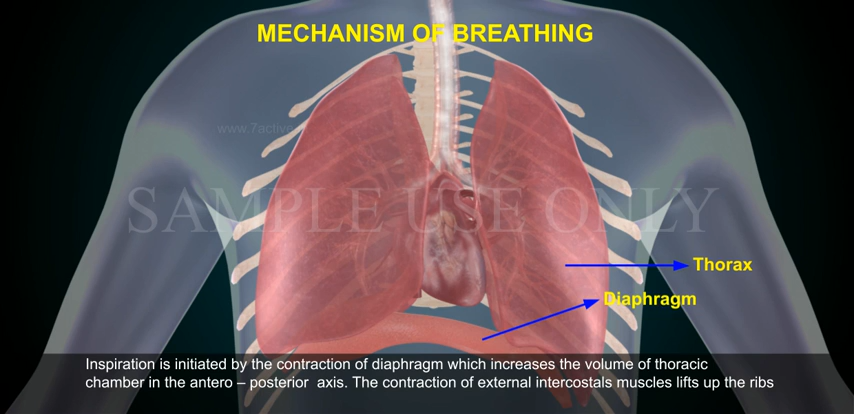 MECHANISM OF BREATHING
www.7active
SAMPLE USE ONLY
Thorax
Diaphragm
Inspiration is initiated by the contraction of diaphragm which increases the volume of thoracic
chamber in the antero – posterior axis. The contraction of external intercostals muscles lifts up the ribs